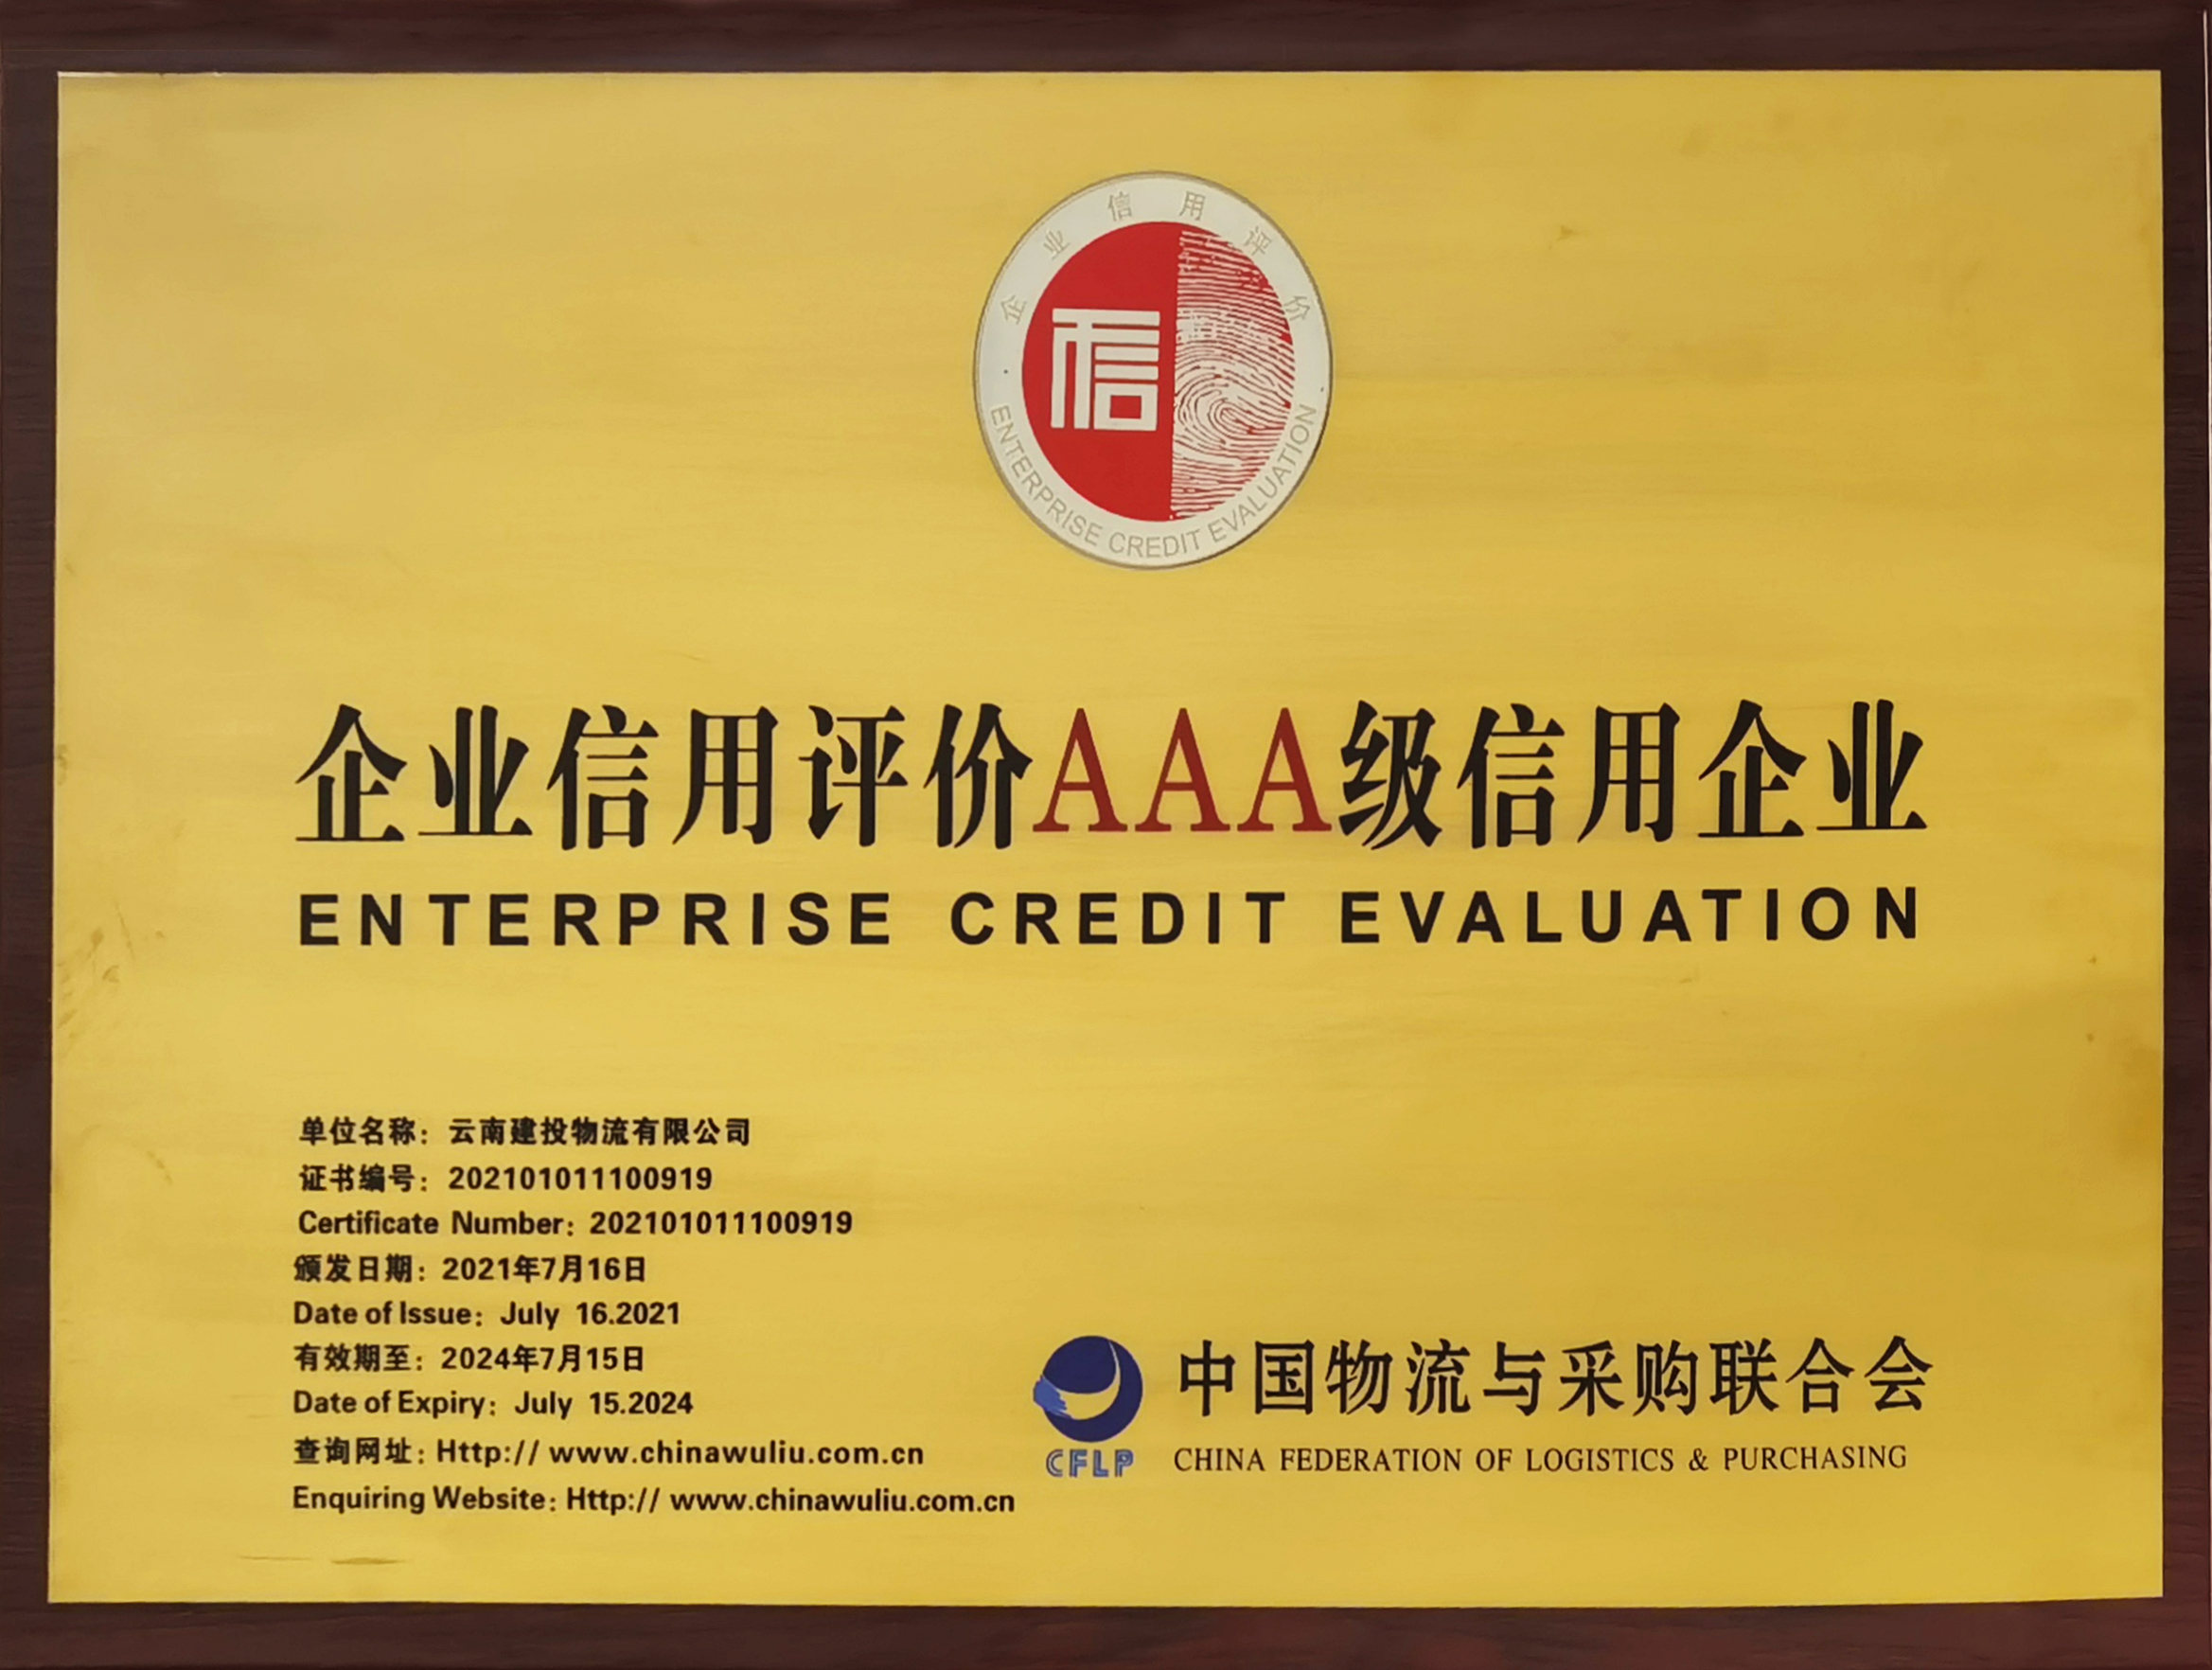 企业信用评价
信
ENTERPRISE CREDIT EVALUATION
企业信用评价AAA级信用企业
ENTERPRISE CREDIT EVALUATION
单位名称：云南建投物流有限公司
证书编号：202101011100919
Certificate Number：202101011100919
颁发日期：2021年7月16日
Date of Issue：July 16.2021
有效期至：2024年7月15日
Date of Expiry：July 15.2024
查询网址：Http:// www.chinawuliu.com.cn
Enquiring Website：Http:// www.chinawuliu.com.cn
CFLP
中国物流与采购联合会
CHINA FEDERATION OF LOGISTICS & PURCHASING